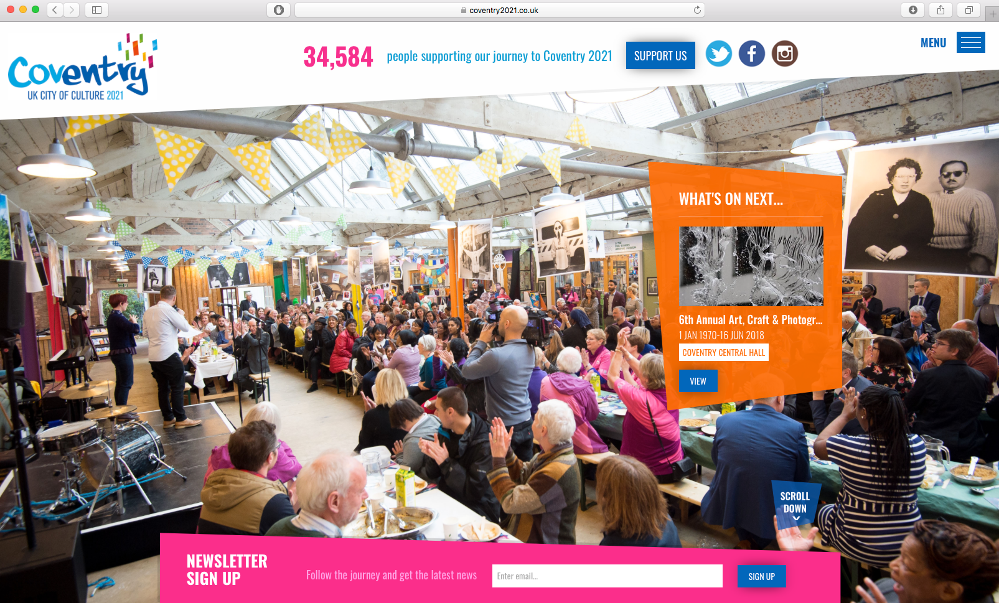 coventry2021.co.uk
Coventry
UK CITY OF CULTURE 2021
34,584 people supporting our journey to Coventry 2021
SUPPORT US
MENU
WHAT'S ON NEXT...
6th Annual Art, Craft & Photogr...
1 JAN 1970-16 JUN 2018
COVENTRY CENTRAL HALL
VIEW
SCROLL
DOWN
NEWSLETTER
SIGN UP
Follow the journey and get the latest news
Enter email...
SIGN UP